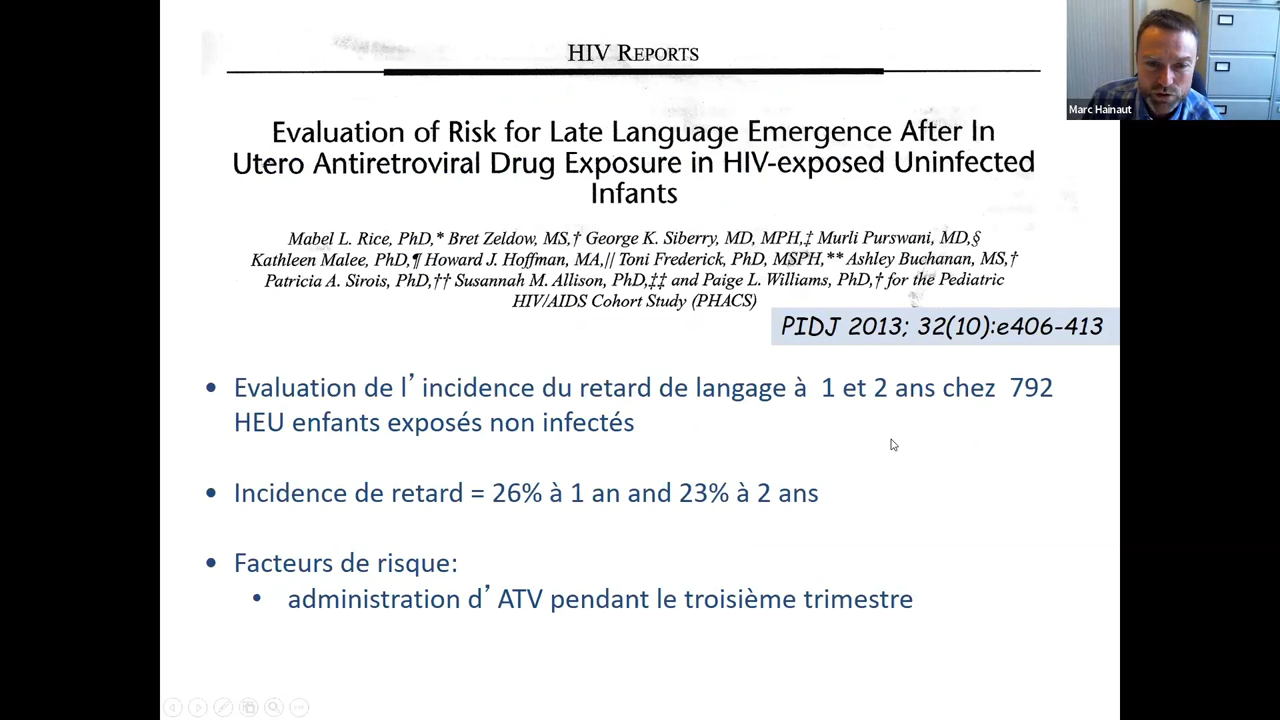 HIV REPORTS
Marc Hainaut
Evaluation of Risk for Late Language Emergence After In
Utero Antiretroviral Drug Exposure in HIV-exposed Uninfected
Infants
Mabel L. Rice, PhD,* Bret Zeldow, MS,† George K. Siberry, MD, MPH,‡ Murli Purswani, MD,§
Kathleen Malee, PhD,¶ Howard J. Hoffman, MA,|| Toni Frederick, PhD, MSPH,** Ashley Buchanan, MS,†
Patricia A. Sirois, PhD,†† Susannah M. Allison, PhD,‡‡ and Paige L. Williams, PhD,† for the Pediatric
HIV/AIDS Cohort Study (PHACS)
PIDJ 2013; 32(10):e406-413
• Evaluation de l’incidence du retard de langage à 1 et 2 ans chez 792
HEU enfants exposés non infectés
• Incidence de retard = 26% à 1 an and 23% à 2 ans
• Facteurs de risque:
• administration d’ATV pendant le troisième trimestre